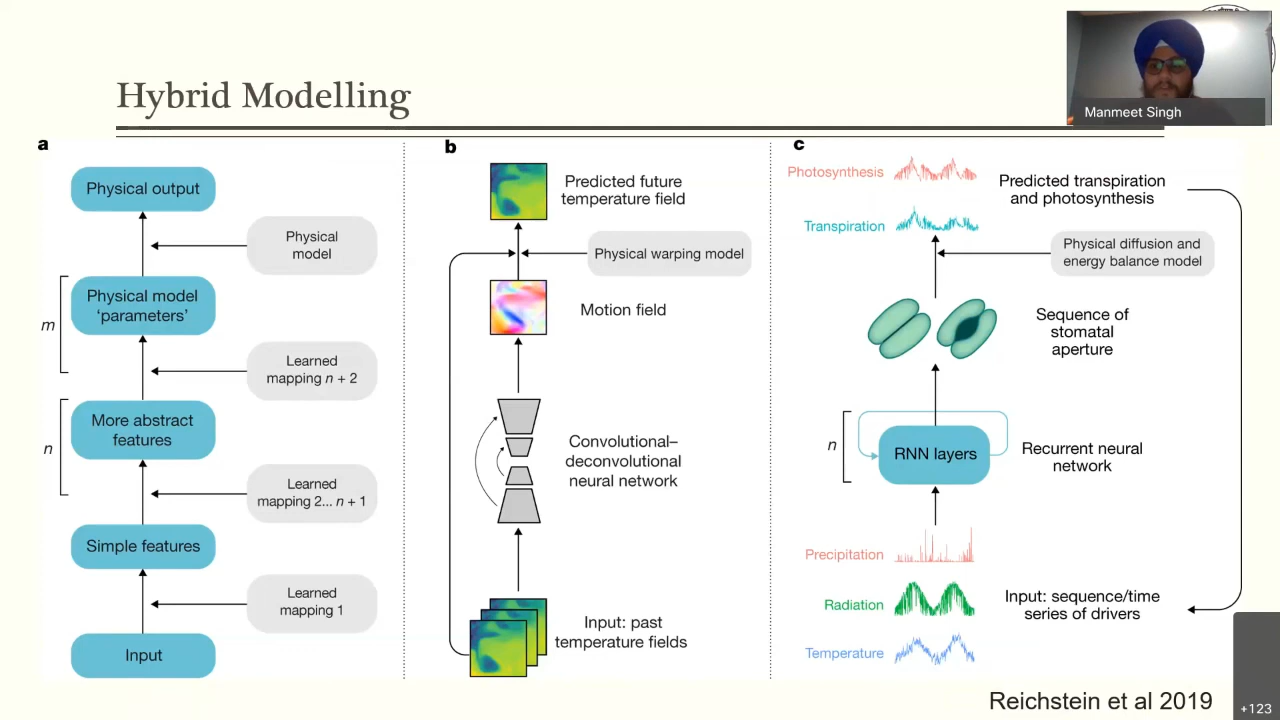 Hybrid Modelling
Manmeet Singh
a
Physical output
Physical
model
Physical model
'parameters'
m
Learned
mapping n + 2
More abstract
features
n
Learned
mapping 2... n + 1
Simple features
Learned
mapping 1
Input
b
Predicted future
temperature field
Physical warping model
Motion field
Convolutional–
deconvolutional
neural network
Input: past
temperature fields
c
Photosynthesis
Transpiration
Predicted transpiration
and photosynthesis
Physical diffusion and
energy balance model
Sequence of
stomatal
aperture
n
RNN layers
Recurrent neural
network
Precipitation
Radiation
Temperature
Input: sequence/time
series of drivers
Reichstein et al 2019
+123